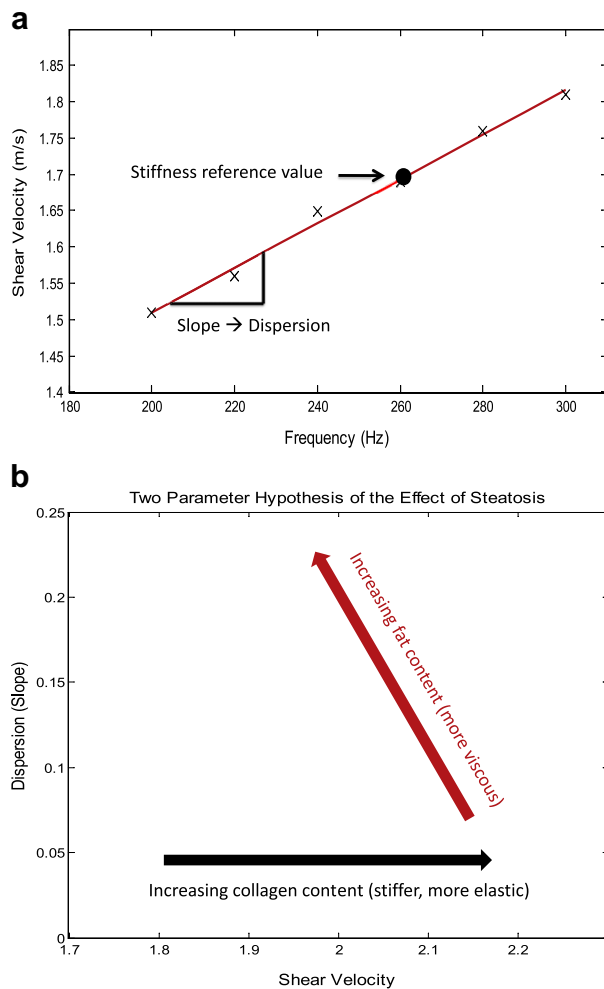 a
1.85
1.8
1.75
1.7
1.65
1.6
1.55
1.5
1.45
1.4
Shear Velocity (m/s)
Stiffness reference value
Slope → Dispersion
180 200 220 240 260 280 300
Frequency (Hz)
b
Two Parameter Hypothesis of the Effect of Steatosis
0.25
0.2
0.15
0.1
0.05
0
Dispersion (Slope)
Increasing fat content (more viscous)
Increasing collagen content (stiffer, more elastic)
1.7 1.8 1.9 2 2.1 2.2
Shear Velocity